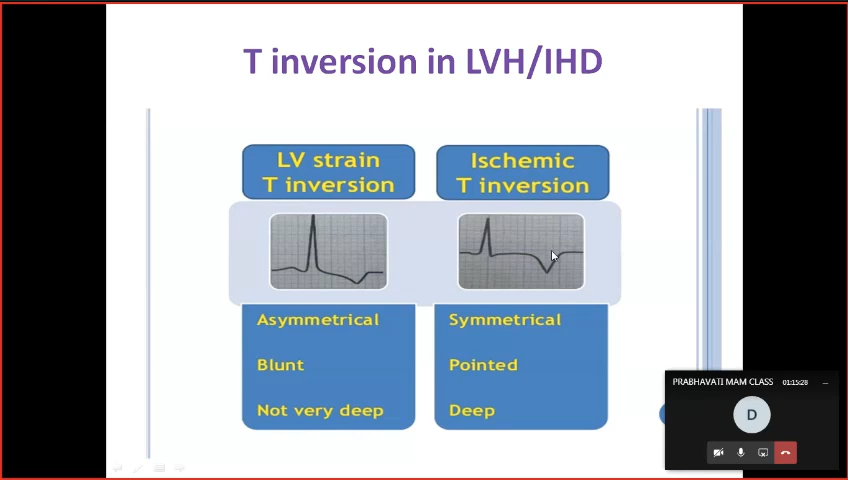 T inversion in LVH/IHD
LV strain
T inversion
Ischemic
T inversion
Asymmetrical
Blunt
Not very deep
Symmetrical
Pointed
Deep
PRABHAVATI MAM CLASS 01:15:28
D